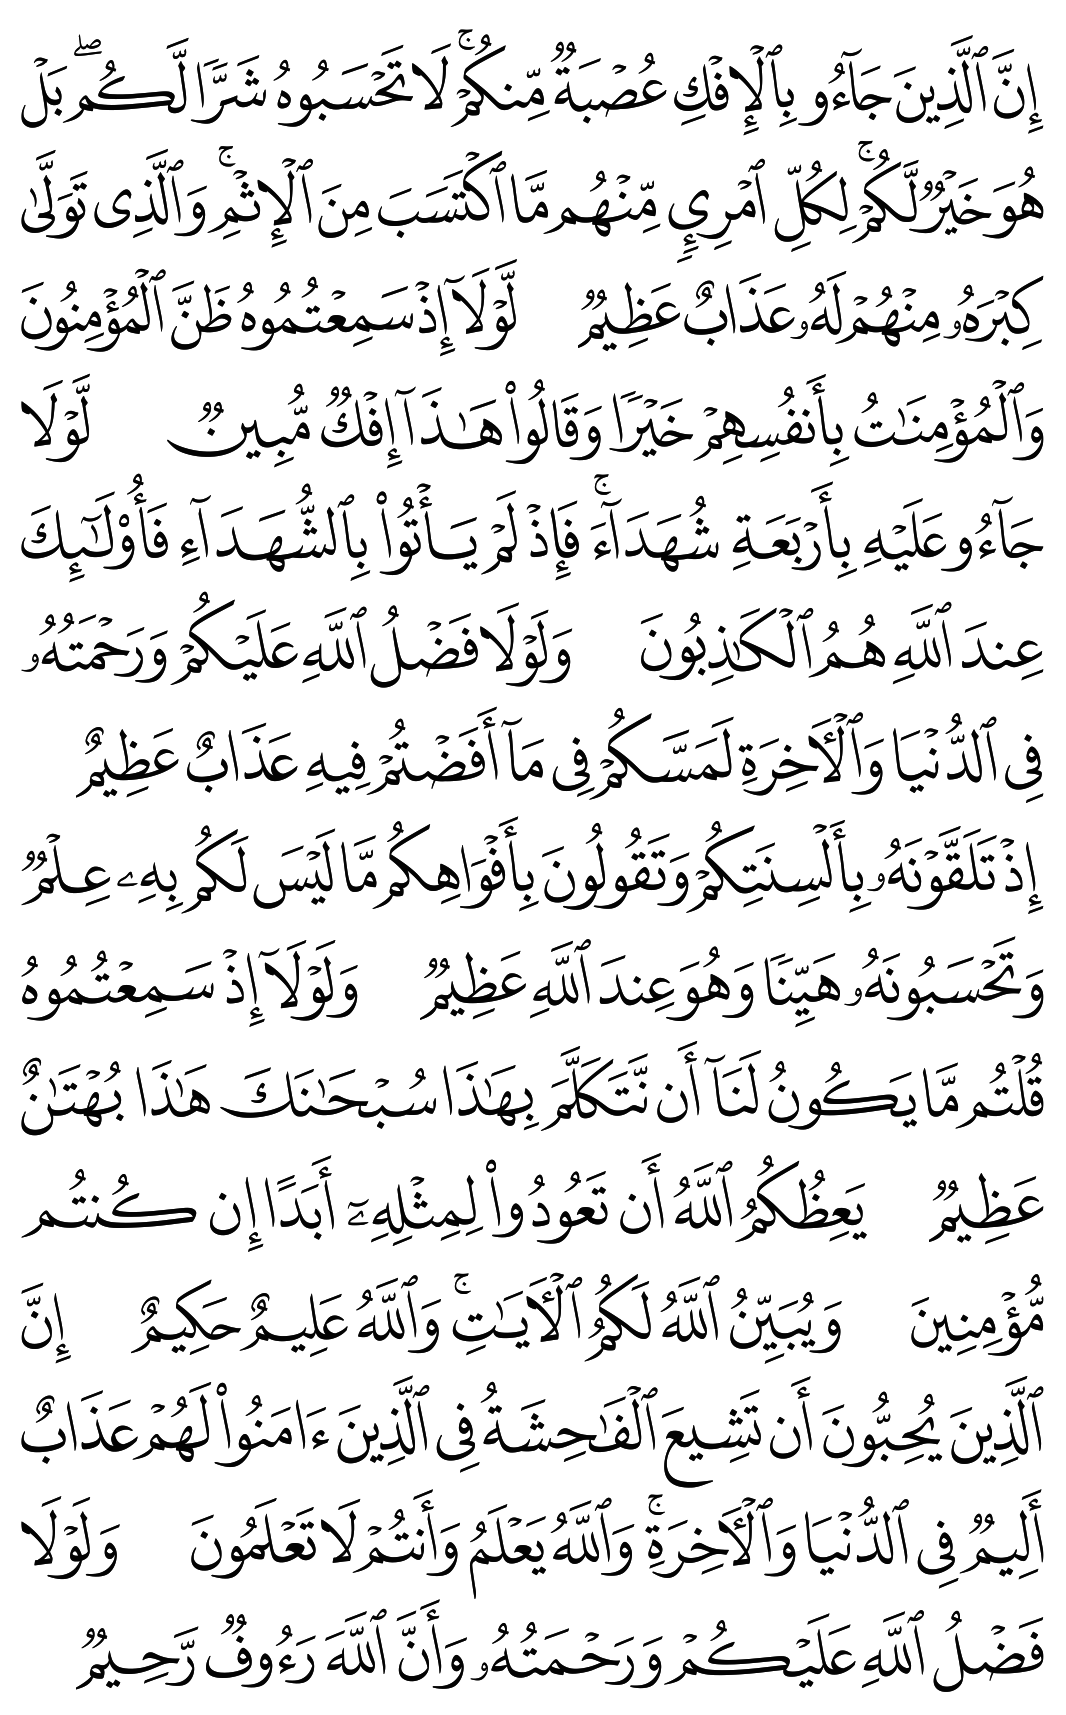 إِنَّ ٱلَّذِينَ جَآءُو بِٱلْإِفْكِ عُصْبَةٌ مِّنكُمْ ۚ لَا تَحْسَبُوهُ شَرًّا لَّكُم ۖ بَلْ
هُوَ خَيْرٌ لَّكُمْ ۚ لِكُلِّ ٱمْرِئٍ مِّنْهُم مَّا ٱكْتَسَبَ مِنَ ٱلْإِثْمِ ۚ وَٱلَّذِى تَوَلَّىٰ
كِبْرَهُۥ مِنْهُمْ لَهُۥ عَذَابٌ عَظِيمٌ لَّوْلَآ إِذْ سَمِعْتُمُوهُ ظَنَّ ٱلْمُؤْمِنُونَ
وَٱلْمُؤْمِنَـٰتُ بِأَنفُسِهِمْ خَيْرًا وَقَالُوا۟ هَـٰذَآ إِفْكٌ مُّبِينٌ لَّوْلَا
جَآءُو عَلَيْهِ بِأَرْبَعَةِ شُهَدَآءَ ۚ فَإِذْ لَمْ يَأْتُوا۟ بِٱلشُّهَدَآءِ فَأُو۟لَـٰٓئِكَ
عِندَ ٱللَّهِ هُمُ ٱلْكَـٰذِبُونَ وَلَوْلَا فَضْلُ ٱللَّهِ عَلَيْكُمْ وَرَحْمَتُهُۥ
فِى ٱلدُّنْيَا وَٱلْـَٔاخِرَةِ لَمَسَّكُمْ فِى مَآ أَفَضْتُمْ فِيهِ عَذَابٌ عَظِيمٌ
إِذْ تَلَقَّوْنَهُۥ بِأَلْسِنَتِكُمْ وَتَقُولُونَ بِأَفْوَاهِكُم مَّا لَيْسَ لَكُم بِهِۦ عِلْمٌ
وَتَحْسَبُونَهُۥ هَيِّنًا وَهُوَ عِندَ ٱللَّهِ عَظِيمٌ وَلَوْلَآ إِذْ سَمِعْتُمُوهُ
قُلْتُم مَّا يَكُونُ لَنَآ أَن نَّتَكَلَّمَ بِهَـٰذَا سُبْحَـٰنَكَ هَـٰذَا بُهْتَـٰنٌ
عَظِيمٌ يَعِظُكُمُ ٱللَّهُ أَن تَعُودُوا۟ لِمِثْلِهِۦٓ أَبَدًا إِن كُنتُم
مُّؤْمِنِينَ وَيُبَيِّنُ ٱللَّهُ لَكُمُ ٱلْـَٔايَـٰتِ ۚ وَٱللَّهُ عَلِيمٌ حَكِيمٌ إِنَّ
ٱلَّذِينَ يُحِبُّونَ أَن تَشِيعَ ٱلْفَـٰحِشَةُ فِى ٱلَّذِينَ ءَامَنُوا۟ لَهُمْ عَذَابٌ
أَلِيمٌ فِى ٱلدُّنْيَا وَٱلْـَٔاخِرَةِ ۚ وَٱللَّهُ يَعْلَمُ وَأَنتُمْ لَا تَعْلَمُونَ وَلَوْلَا
فَضْلُ ٱللَّهِ عَلَيْكُمْ وَرَحْمَتُهُۥ وَأَنَّ ٱللَّهَ رَءُوفٌ رَّحِيمٌ